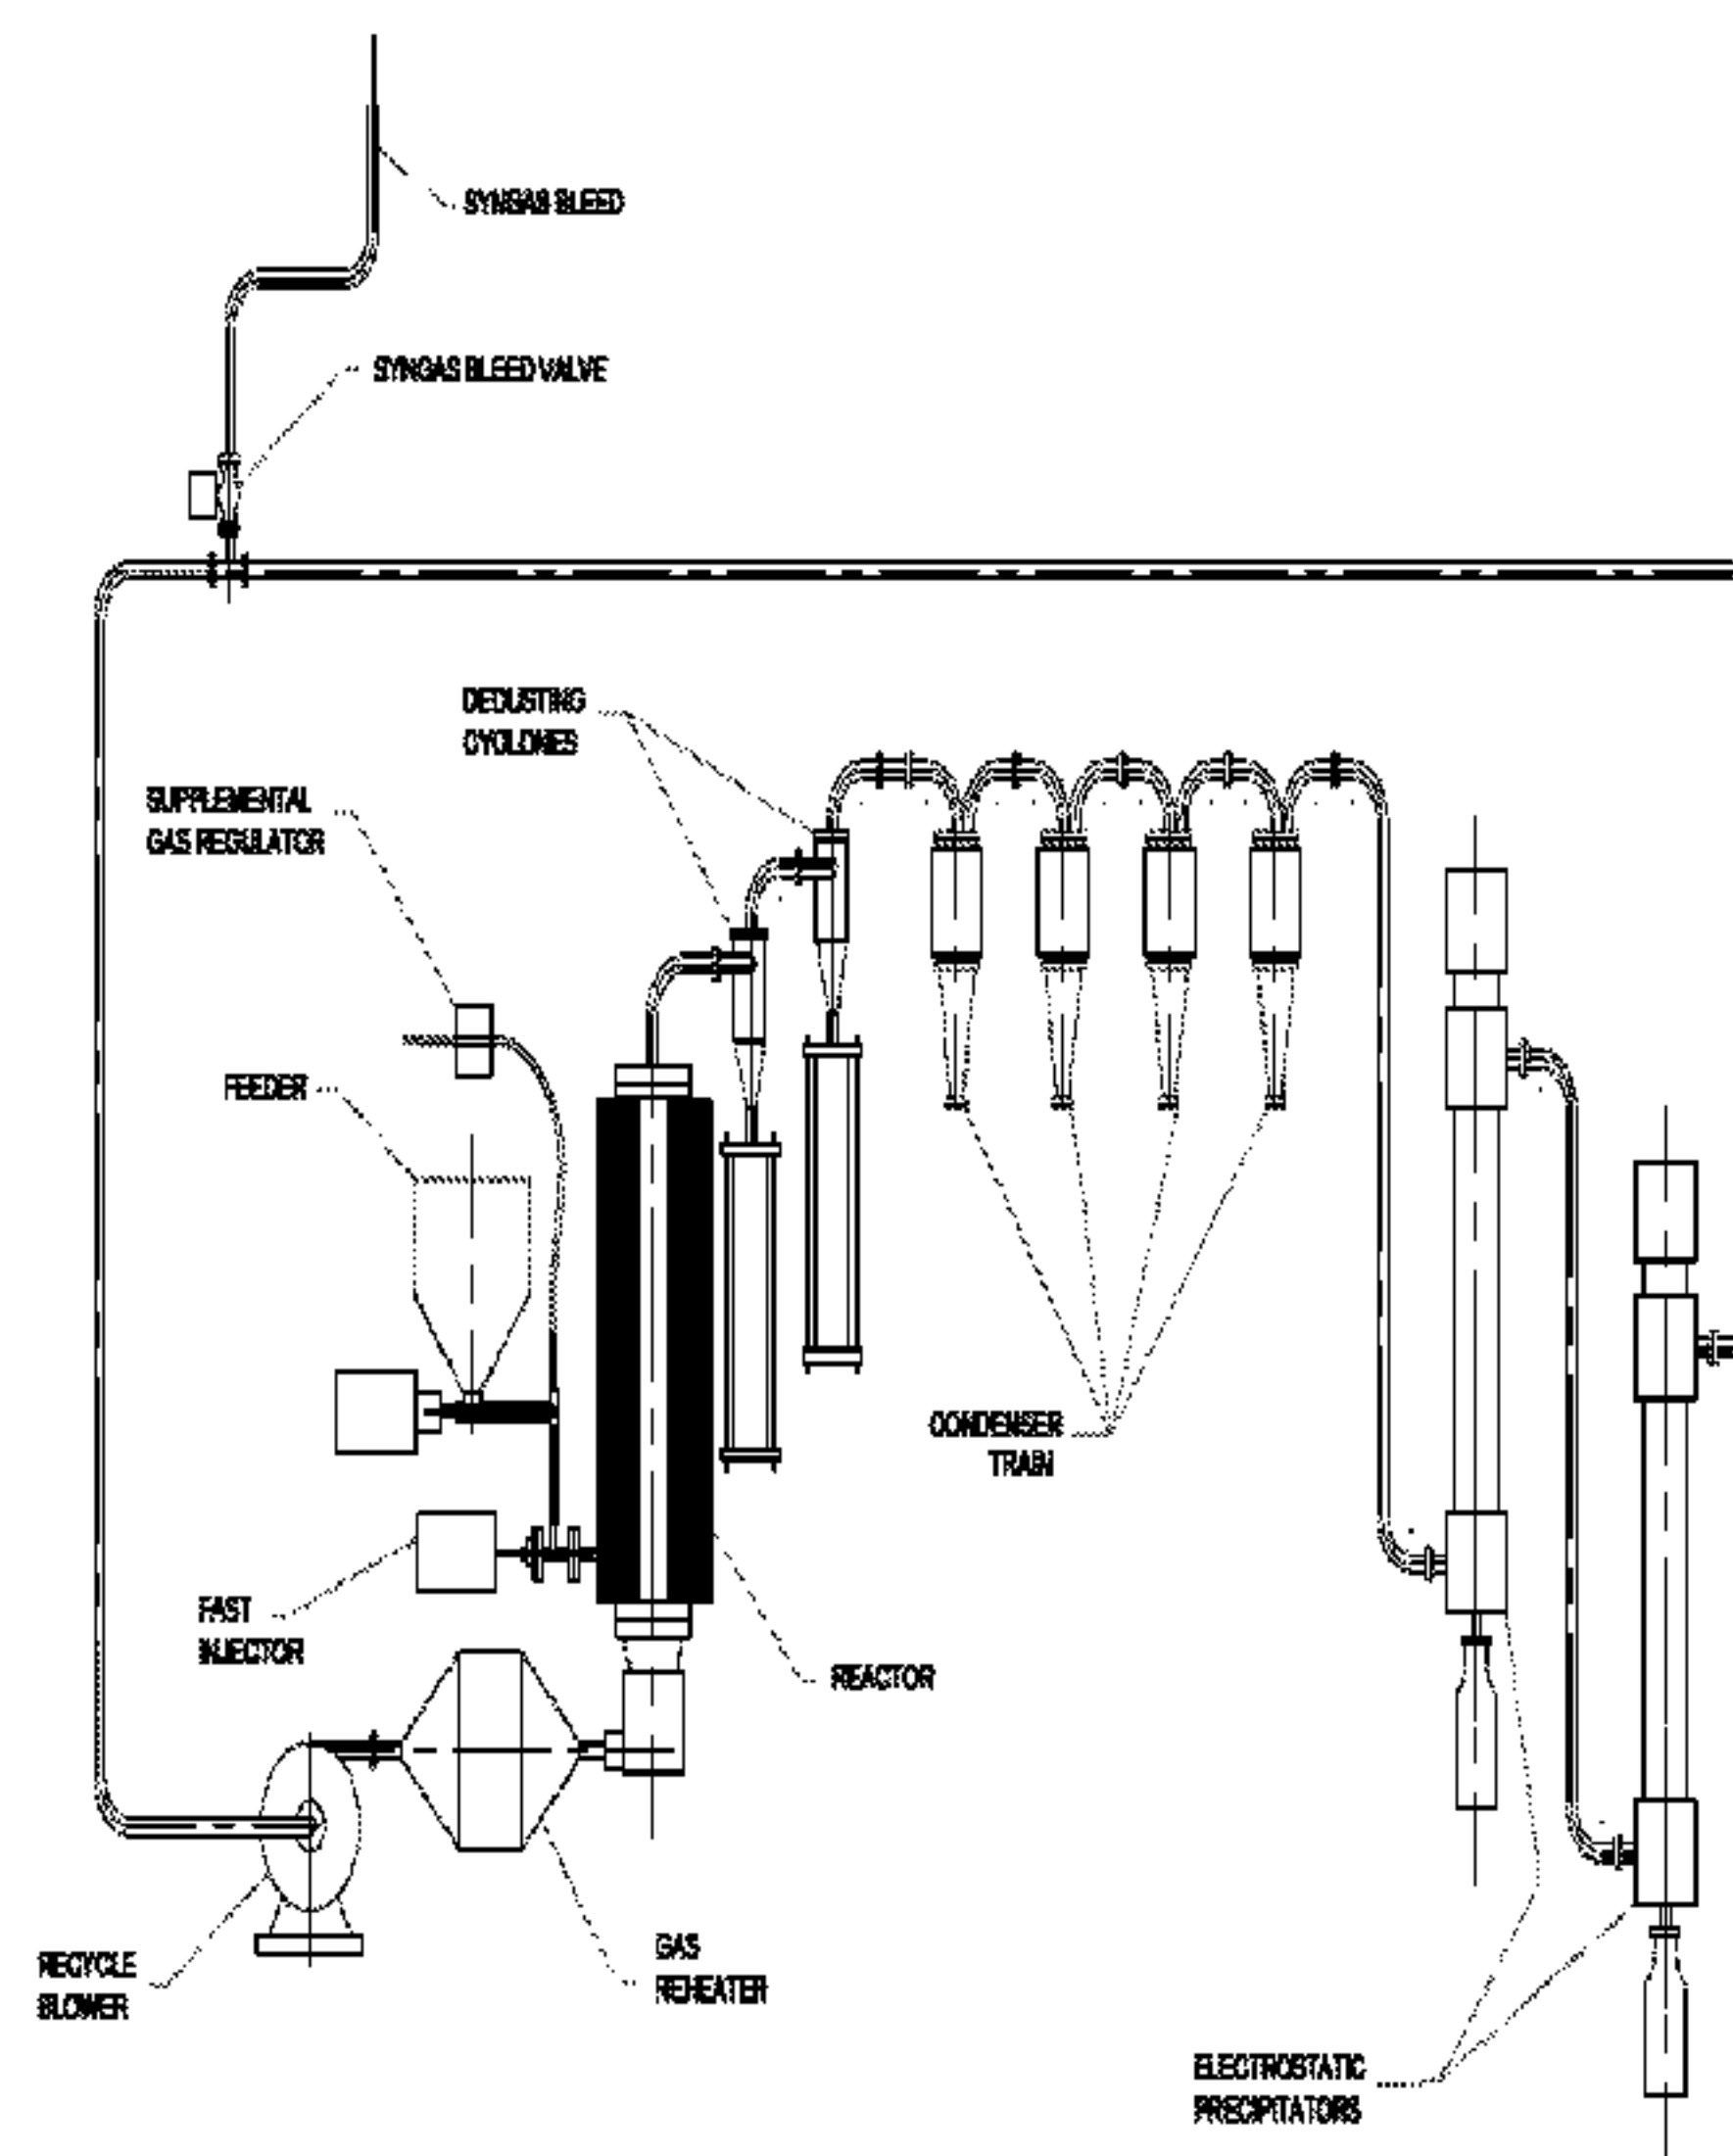 SYNGAS BLEED
SYNGAS BLEED VALVE
DEDUSTING
CYCLONES
SUPPLEMENTAL
GAS REGULATOR
FEEDER
CONDENSER
TRAIN
FAST
INJECTOR
REACTOR
GAS
REHEATER
RECYCLE
BLOWER
ELECTROSTATIC
PRECIPITATORS